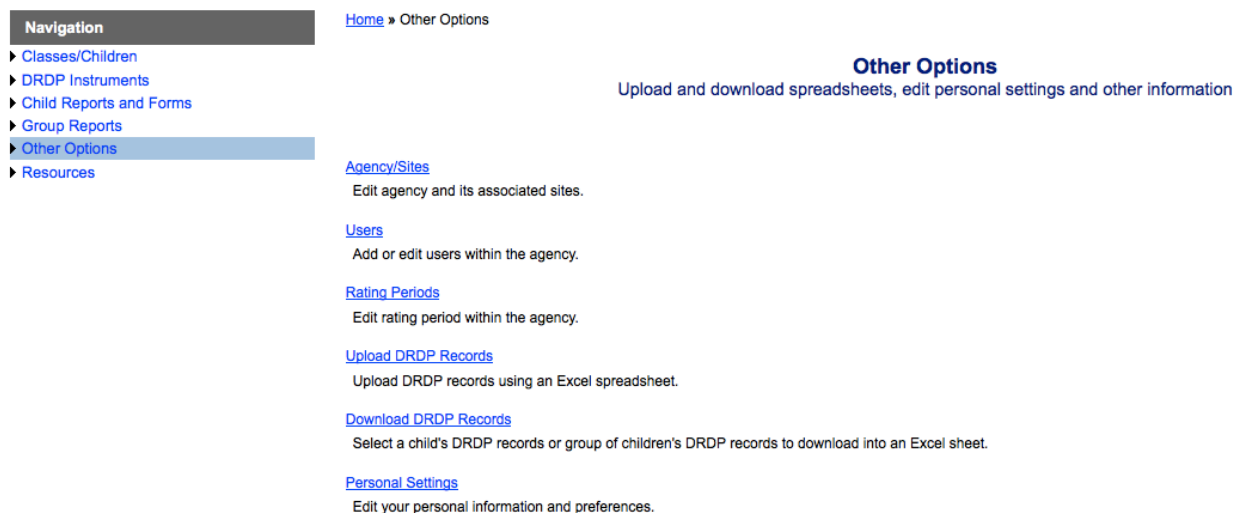 Navigation
Classes/Children
DRDP Instruments
Child Reports and Forms
Group Reports
Other Options
Resources
Home » Other Options
Other Options
Upload and download spreadsheets, edit personal settings and other information
Agency/Sites
Edit agency and its associated sites.
Users
Add or edit users within the agency.
Rating Periods
Edit rating period within the agency.
Upload DRDP Records
Upload DRDP records using an Excel spreadsheet.
Download DRDP Records
Select a child's DRDP records or group of children's DRDP records to download into an Excel sheet.
Personal Settings
Edit your personal information and preferences.